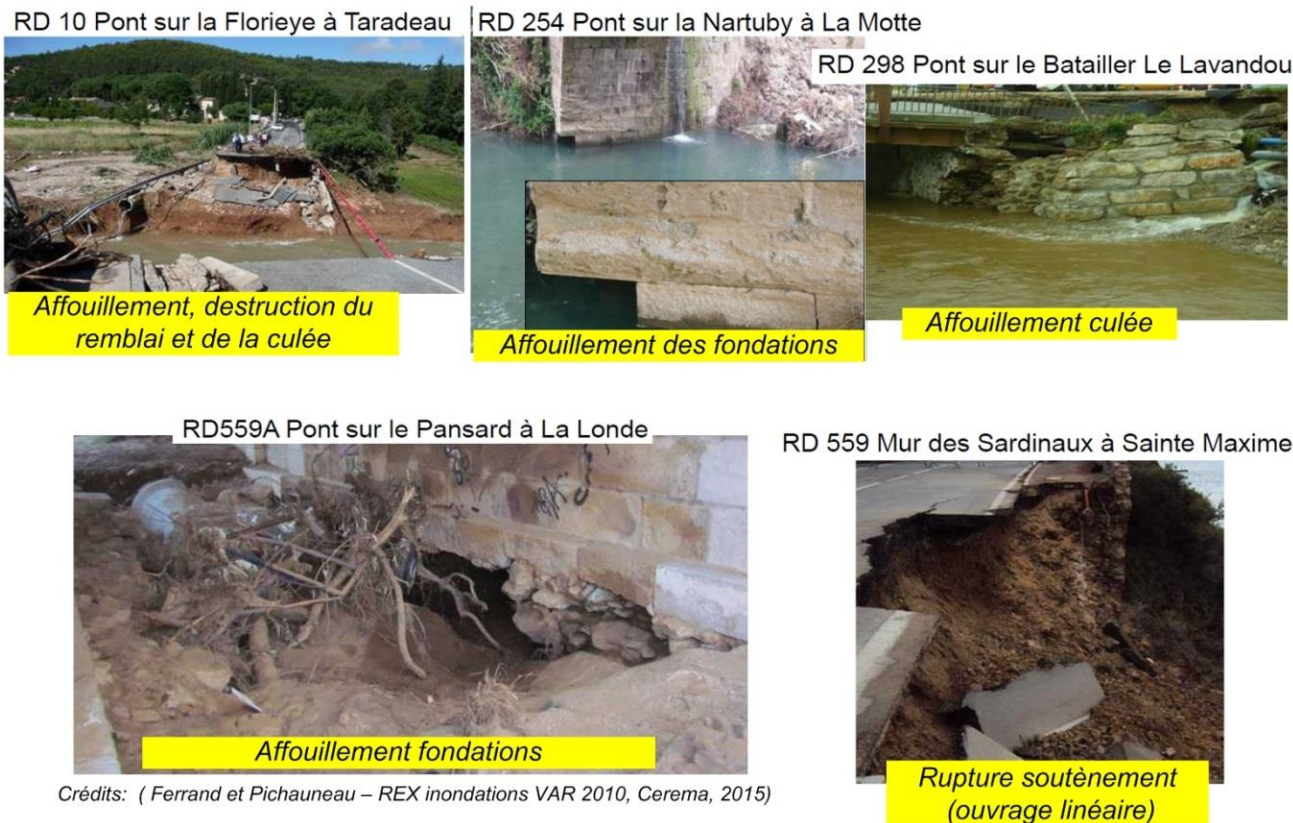 RD 10 Pont sur la Florieye à Taradeau
RD 254 Pont sur la Nartuby à La Motte
RD 298 Pont sur le Batailler Le Lavandou
Affouillement, destruction du
remblai et de la culée
Affouillement des fondations
Affouillement culée
RD559A Pont sur le Pansard à La Londe
RD 559 Mur des Sardinaux à Sainte Maxime
Affouillement fondations
Rupture soutènement
(ouvrage linéaire)
Crédits: ( Ferrand et Pichauneau – REX inondations VAR 2010, Cerema, 2015)